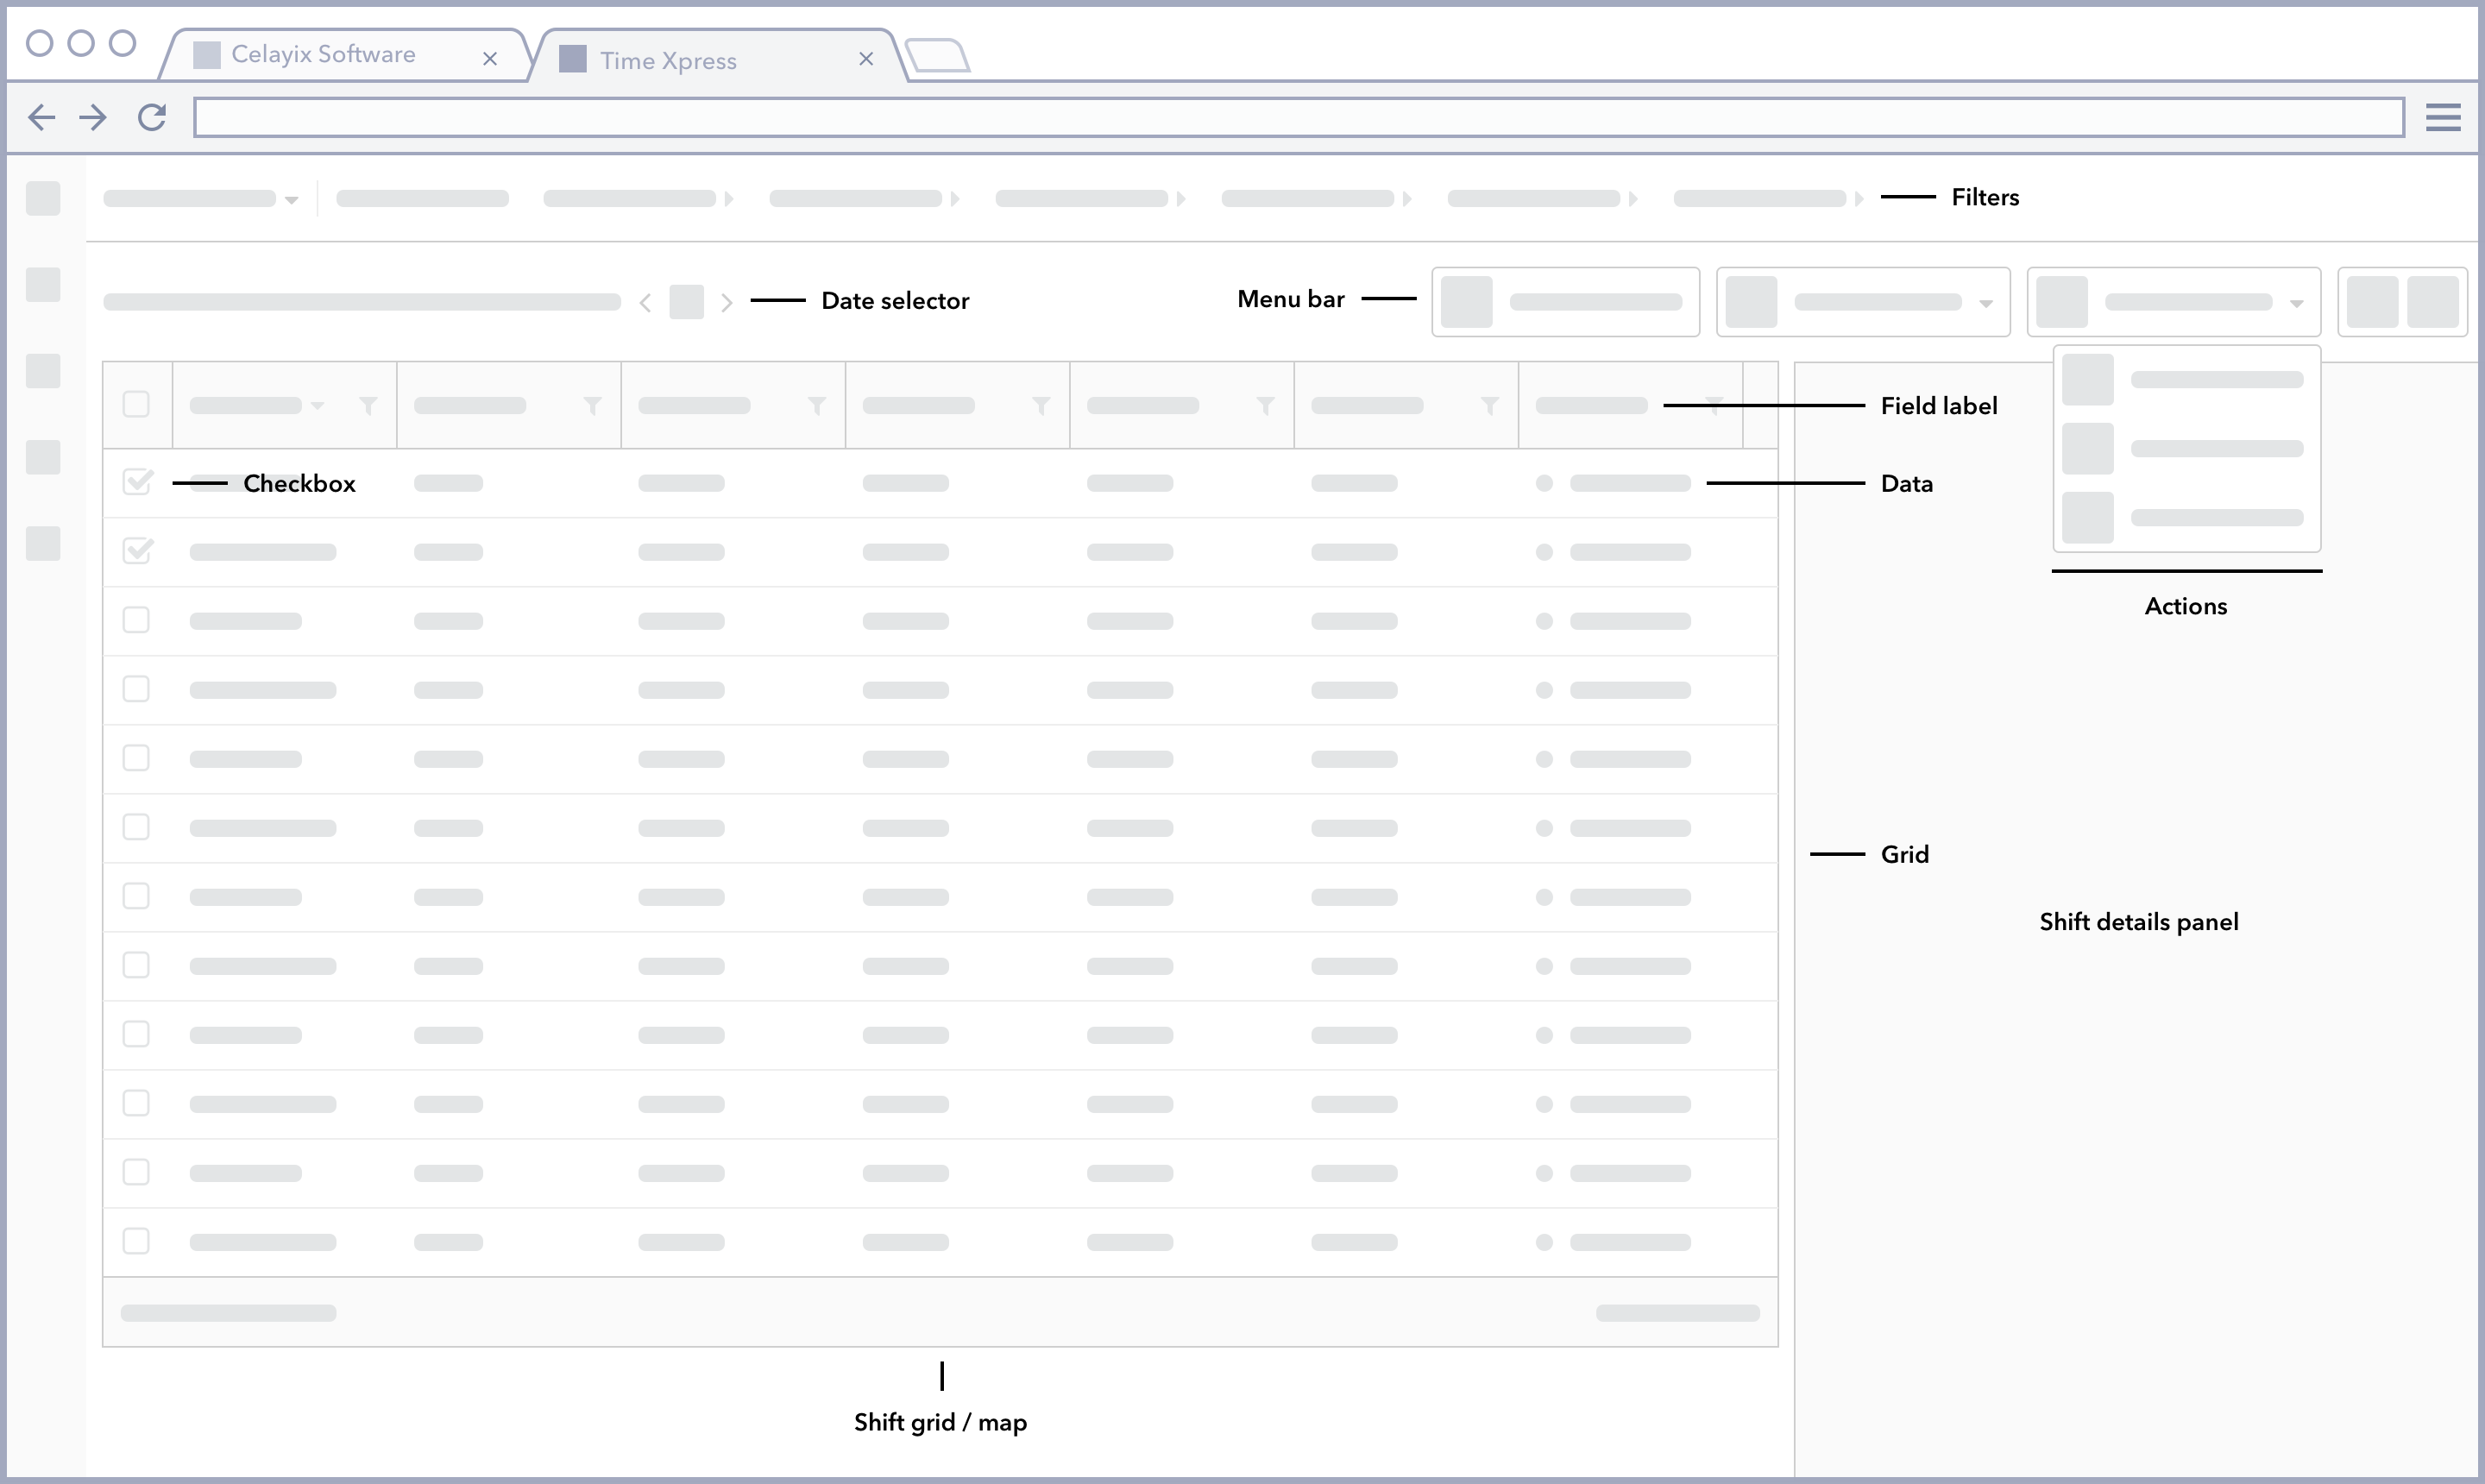 Celayix Software
Time Xpress
Filters
Date selector
Menu bar
Field label
Checkbox
Data
Actions
Grid
Shift details panel
Shift grid / map